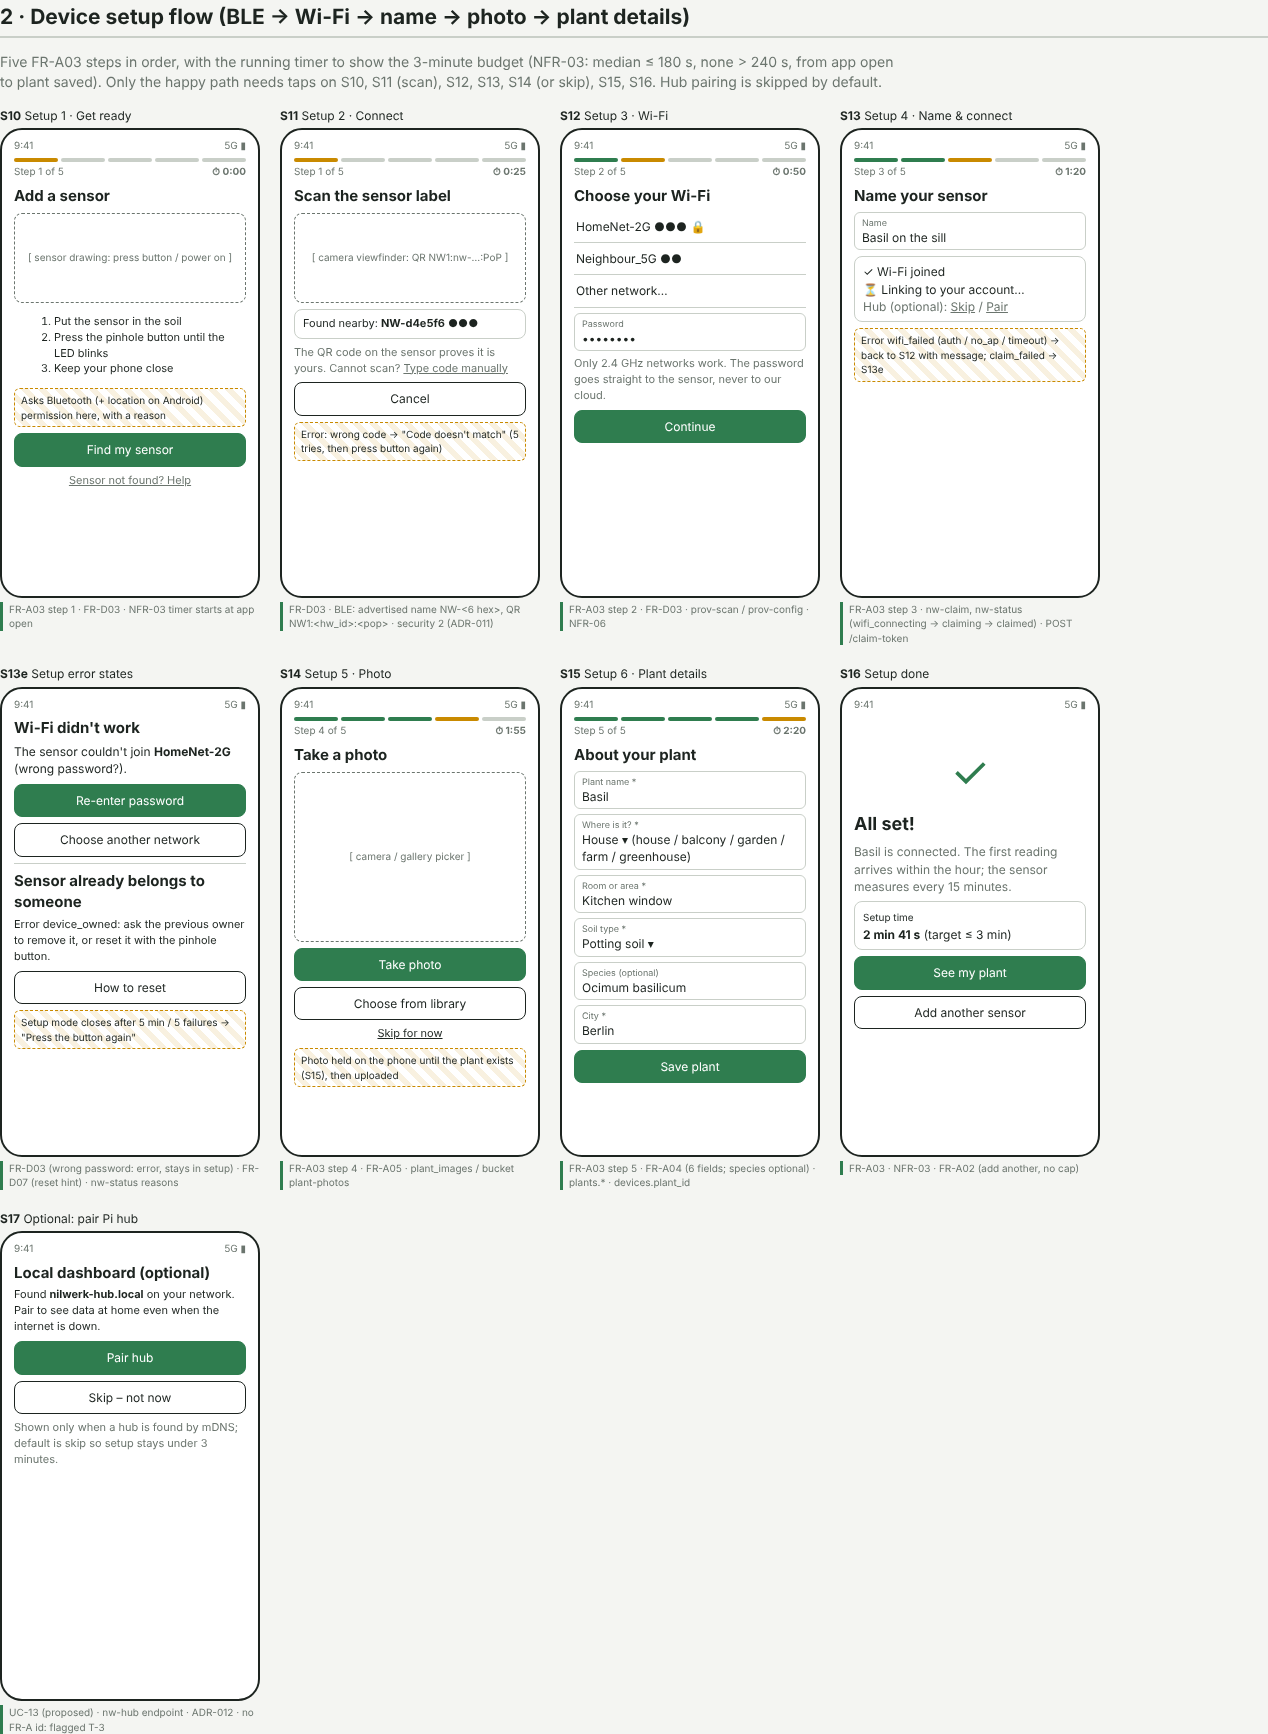 2 · Device setup flow (BLE → Wi-Fi → name → photo → plant details)
Five FR-A03 steps in order, with the running timer to show the 3-minute budget (NFR-03: median ≤ 180 s, none > 240 s, from app open
to plant saved). Only the happy path needs taps on S10, S11 (scan), S12, S13, S14 (or skip), S15, S16. Hub pairing is skipped by default.
S10 Setup 1 · Get ready
9:41 5G ▮
Step 1 of 5 ⏱ 0:00
Add a sensor
[ sensor drawing: press button / power on ]
1. Put the sensor in the soil
2. Press the pinhole button until the
LED blinks
3. Keep your phone close
Asks Bluetooth (+ location on Android)
permission here, with a reason
Find my sensor
Sensor not found? Help
FR-A03 step 1 · FR-D03 · NFR-03 timer starts at app
open
S11 Setup 2 · Connect
9:41 5G ▮
Step 1 of 5 ⏱ 0:25
Scan the sensor label
[ camera viewfinder: QR NW1:nw-...:PoP ]
Found nearby: NW-d4e5f6 ●●●
The QR code on the sensor proves it is
yours. Cannot scan? Type code manually
Cancel
Error: wrong code → "Code doesn't match" (5
tries, then press button again)
FR-D03 · BLE: advertised name NW-<6 hex>, QR
NW1:<hw_id>:<pop> · security 2 (ADR-011)
S12 Setup 3 · Wi-Fi
9:41 5G ▮
Step 2 of 5 ⏱ 0:50
Choose your Wi-Fi
HomeNet-2G ●●● 🔒
Neighbour_5G ●●
Other network...
Password
••••••••
Only 2.4 GHz networks work. The password
goes straight to the sensor, never to our
cloud.
Continue
FR-A03 step 2 · FR-D03 · prov-scan / prov-config ·
NFR-06
S13 Setup 4 · Name & connect
9:41 5G ▮
Step 3 of 5 ⏱ 1:20
Name your sensor
Name
Basil on the sill
✓ Wi-Fi joined
⏳ Linking to your account...
Hub (optional): Skip / Pair
Error wifi_failed (auth / no_ap / timeout) →
back to S12 with message; claim_failed →
S13e
FR-A03 step 3 · nw-claim, nw-status
(wifi_connecting → claiming → claimed) · POST
/claim-token
S13e Setup error states
9:41 5G ▮
Wi-Fi didn't work
The sensor couldn't join HomeNet-2G
(wrong password?).
Re-enter password
Choose another network
Sensor already belongs to
someone
Error device_owned: ask the previous owner
to remove it, or reset it with the pinhole
button.
How to reset
Setup mode closes after 5 min / 5 failures →
"Press the button again"
FR-D03 (wrong password: error, stays in setup) · FR-
D07 (reset hint) · nw-status reasons
S14 Setup 5 · Photo
9:41 5G ▮
Step 4 of 5 ⏱ 1:55
Take a photo
[ camera / gallery picker ]
Take photo
Choose from library
Skip for now
Photo held on the phone until the plant exists
(S15), then uploaded
FR-A03 step 4 · FR-A05 · plant_images / bucket
plant-photos
S15 Setup 6 · Plant details
9:41 5G ▮
Step 5 of 5 ⏱ 2:20
About your plant
Plant name *
Basil
Where is it? *
House ▾ (house / balcony / garden /
farm / greenhouse)
Room or area *
Kitchen window
Soil type *
Potting soil ▾
Species (optional)
Ocimum basilicum
City *
Berlin
Save plant
FR-A03 step 5 · FR-A04 (6 fields; species optional) ·
plants.* · devices.plant_id
S16 Setup done
9:41 5G ▮
✓
All set!
Basil is connected. The first reading
arrives within the hour; the sensor
measures every 15 minutes.
Setup time
2 min 41 s (target ≤ 3 min)
See my plant
Add another sensor
FR-A03 · NFR-03 · FR-A02 (add another, no cap)
S17 Optional: pair Pi hub
9:41 5G ▮
Local dashboard (optional)
Found nilwerk-hub.local on your network.
Pair to see data at home even when the
internet is down.
Pair hub
Skip – not now
Shown only when a hub is found by mDNS;
default is skip so setup stays under 3
minutes.
UC-13 (proposed) · nw-hub endpoint · ADR-012 · no
FR-A id: flagged T-3